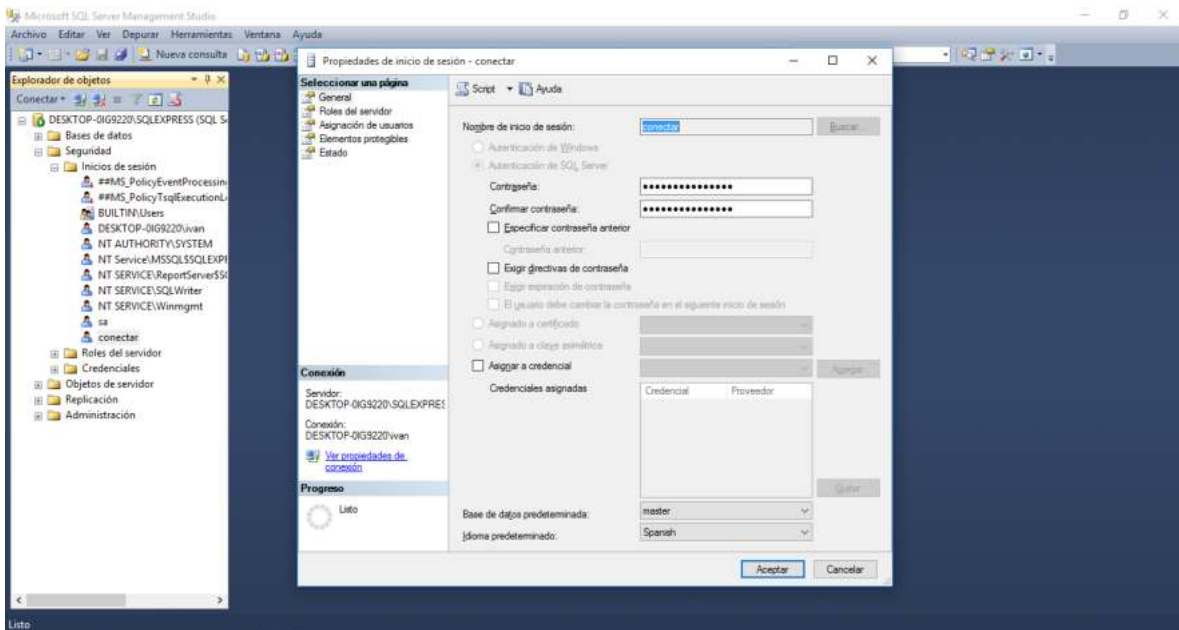 Microsoft SQL Server Management Studio
Archivo Editar Ver Depurar Herramientas Ventana Ayuda
Nueva consulta
Explorador de objetos
Conectar
DESKTOP-0IG9220\SQLEXPRESS (SQL S
Bases de datos
Seguridad
Inicios de sesión
##MS_PolicyEventProcessin
##MS_PolicyTsqlExecutionL
BUILTIN\Users
DESKTOP-0IG9220\ivan
NT AUTHORITY\SYSTEM
NT Service\MSSQL$SQLEXPI
NT SERVICE\ReportServer$S
NT SERVICE\SQLWriter
NT SERVICE\Winmgmt
sa
conectar
Roles del servidor
Credenciales
Objetos de servidor
Replicación
Administración
Listo
Propiedades de inicio de sesión - conectar
Seleccionar una página
General
Roles del servidor
Asignación de usuarios
Elementos protegibles
Estado
Conexión
Servidor:
DESKTOP-0IG9220\SQLEXPRES
Conexión:
DESKTOP-0IG9220\ivan
Ver propiedades de
conexión
Progreso
Listo
Script Ayuda
Nombre de inicio de sesión: conectar Buscar...
Autenticación de Windows
Autenticación de SQL Server
Contraseña: •••••••••••••••
Confirmar contraseña: •••••••••••••••
Especificar contraseña anterior
Contraseña anterior:
Exigir directivas de contraseña
Exigir expiración de contraseña
El usuario debe cambiar la contraseña en el siguiente inicio de sesión
Asignado a certificado
Asignado a clave asimétrica
Asignar a credencial Agregar
Credenciales asignadas Credencial Proveedor
Quitar
Base de datos predeterminada: master
Idioma predeterminado: Spanish
Aceptar Cancelar